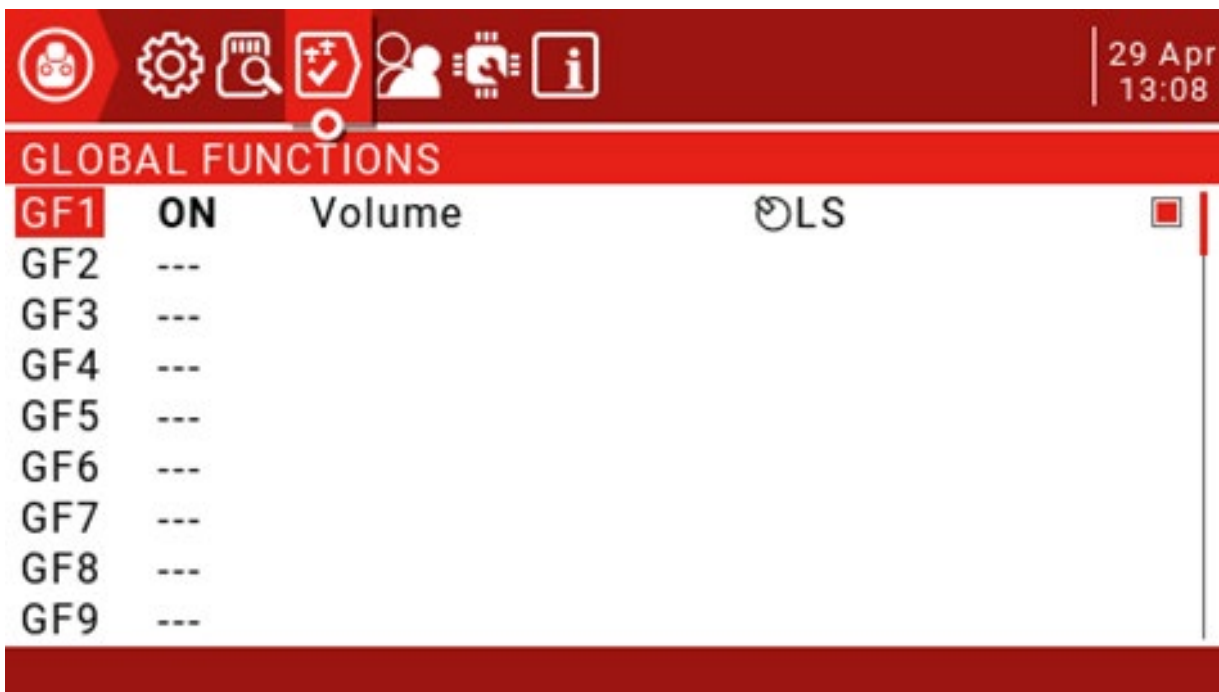 29 Apr
13:08
GLOBAL FUNCTIONS
GF1 ON Volume LS
GF2 ---
GF3 ---
GF4 ---
GF5 ---
GF6 ---
GF7 ---
GF8 ---
GF9 ---